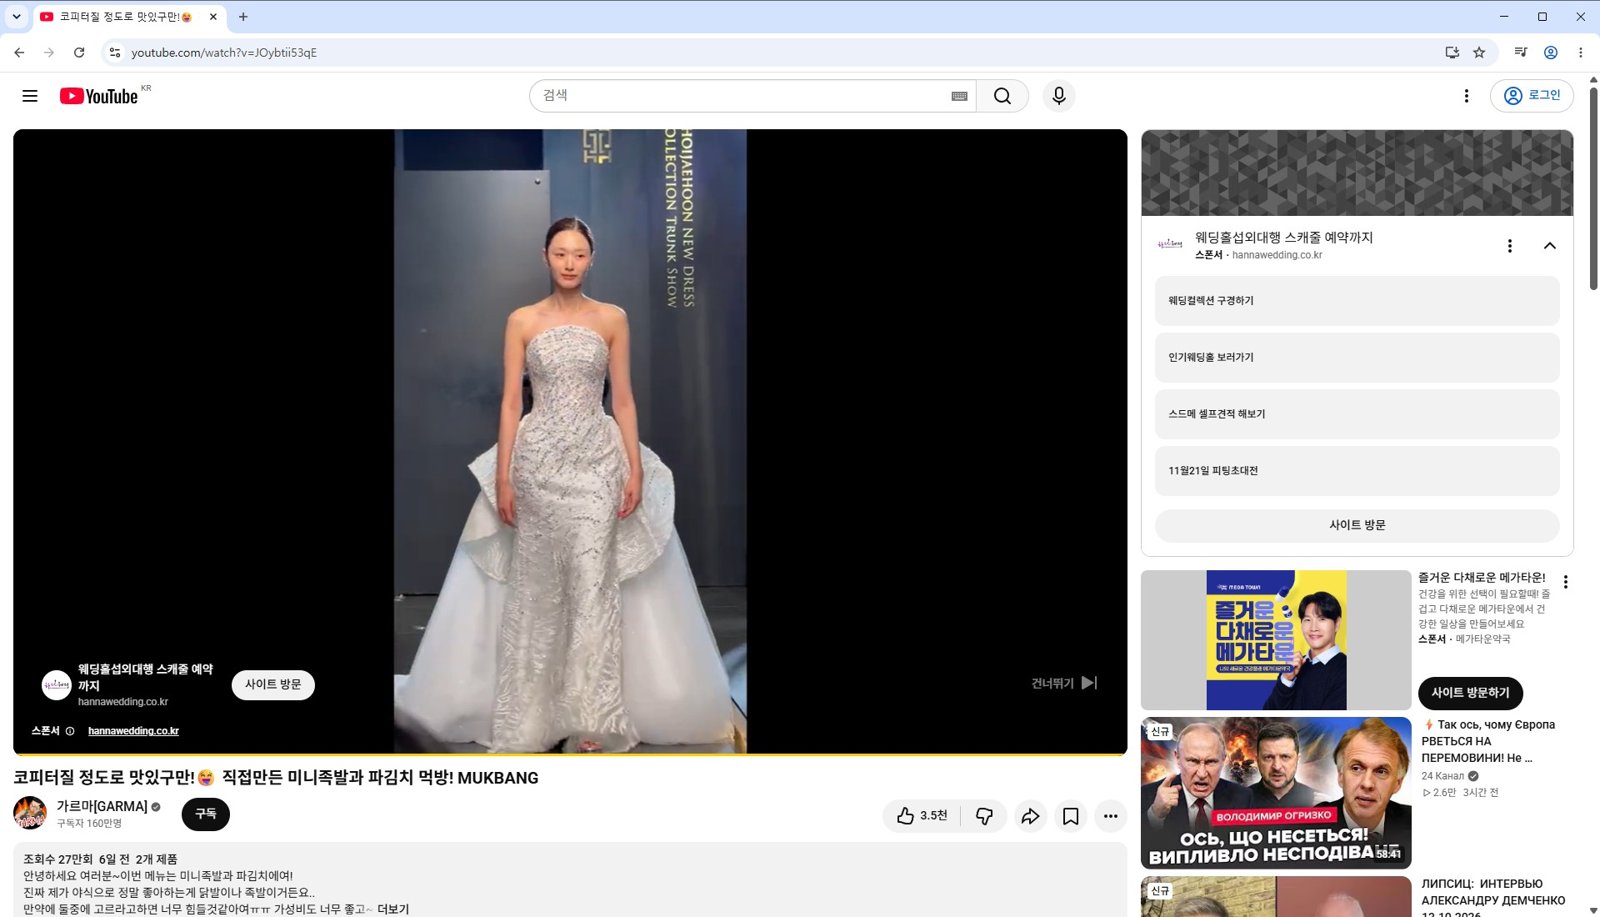 코피터질 정도로 맛있구만!😝
youtube.com/watch?v=JOybtii53qE
YouTube KR
검색
로그인
HOIJAEHOON NEW DRESS
OLLECTION TRUNK SHOW
웨딩홀섭외대행 스캐줄 예약
까지
hannawedding.co.kr
사이트 방문
건너뛰기
스폰서
hannawedding.co.kr
코피터질 정도로 맛있구만!😝 직접만든 미니족발과 파김치 먹방! MUKBANG
가르마[GARMA]
구독자 160만명
구독
3.5천
조회수 27만회 6일 전 2개 제품
안녕하세요 여러분~이번 메뉴는 미니족발과 파김치에여!
진짜 제가 야식으로 정말 좋아하는게 닭발이나 족발이거든요..
만약에 둘중에 고르라고하면 너무 힘들것같아여ㅠㅠ 가성비도 너무 좋고~ 더보기
웨딩홀섭외대행 스캐줄 예약까지
스폰서 · hannawedding.co.kr
웨딩컬렉션 구경하기
인기웨딩홀 보러가기
스드메 셀프견적 해보기
11월21일 피팅초대전
사이트 방문
MEGA TOWN
즐거운
다채로운
메가타운
즐거운 다채로운 메가타운!
건강을 위한 선택이 필요할때! 즐
겁고 다채로운 메가타운에서 건
강한 일상을 만들어보세요
스폰서 · 메가타운약국
사이트 방문하기
신규
ВОЛОДИМИР ОГРИЗКО
ОСЬ, ЩО НЕСЕТЬСЯ!
ВИПЛИВЛО НЕСПОДІВАНЕ
58:41
⚡ Так ось, чому Європа
РВЕТЬСЯ НА
ПЕРЕМОВИНИ! Не ...
24 Канал
2.6만 3시간 전
신규
ЛИПСИЦ: ИНТЕРВЬЮ
АЛЕКСАНДРУ ДЕМЧЕНКО
12.10.2026